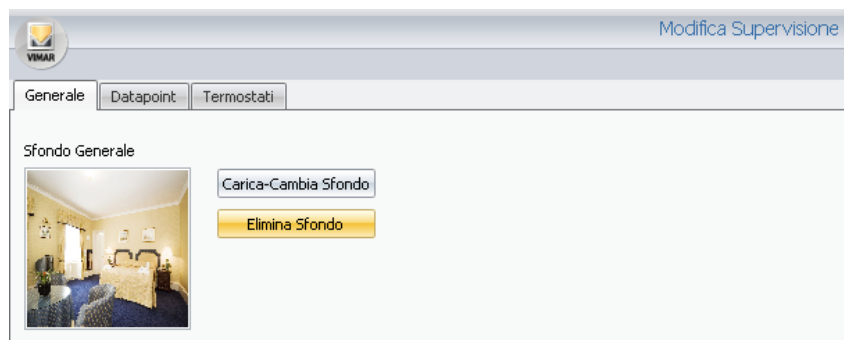 Modifica Supervisione
VIMAR
Generale Datapoint Termostati
Sfondo Generale
Carica-Cambia Sfondo
Elimina Sfondo